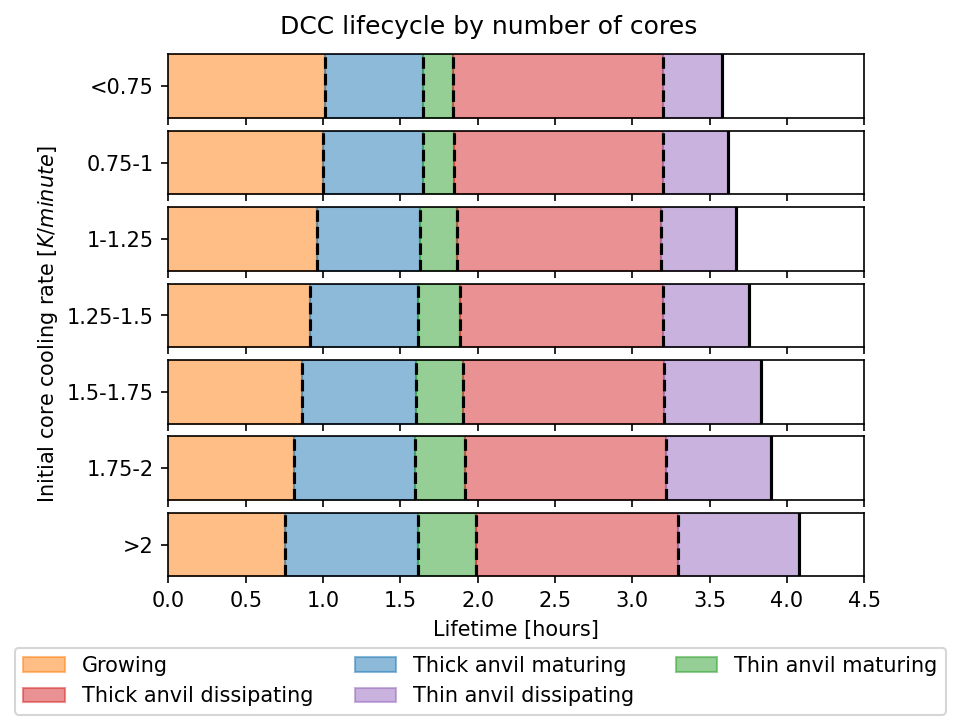 DCC lifecycle by number of cores
Initial core cooling rate [K/minute]
<0.75
0.75-1
1-1.25
1.25-1.5
1.5-1.75
1.75-2
>2
0.0 0.5 1.0 1.5 2.0 2.5 3.0 3.5 4.0 4.5
Lifetime [hours]
Growing Thick anvil maturing Thin anvil maturing
Thick anvil dissipating Thin anvil dissipating